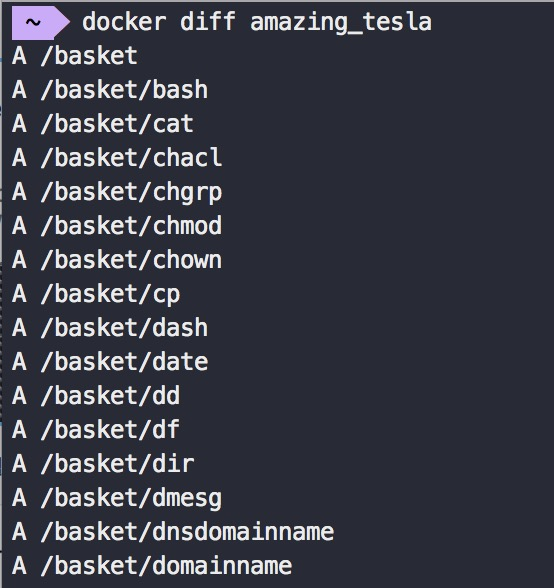 ~ docker diff amazing_tesla
A /basket
A /basket/bash
A /basket/cat
A /basket/chacl
A /basket/chgrp
A /basket/chmod
A /basket/chown
A /basket/cp
A /basket/dash
A /basket/date
A /basket/dd
A /basket/df
A /basket/dir
A /basket/dmesg
A /basket/dnsdomainname
A /basket/domainname